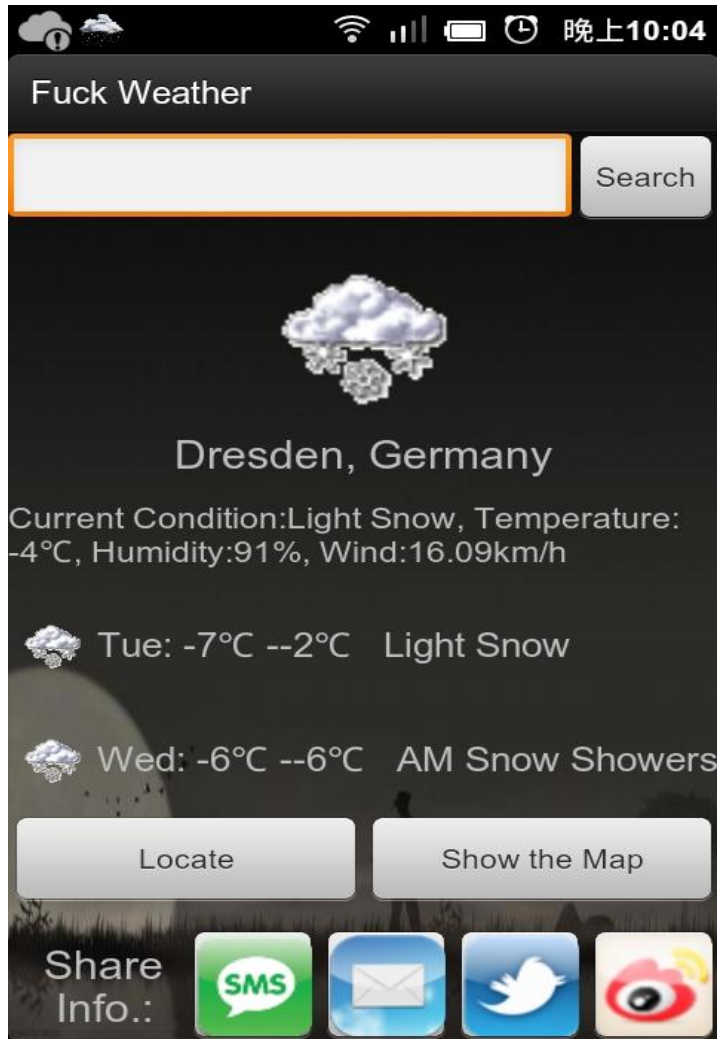 晚上10:04
Fuck Weather
Search
Dresden, Germany
Current Condition:Light Snow, Temperature:
-4℃, Humidity:91%, Wind:16.09km/h
Tue: -7℃ --2℃ Light Snow
Wed: -6℃ --6℃ AM Snow Showers
Locate
Show the Map
Share
Info.:
SMS